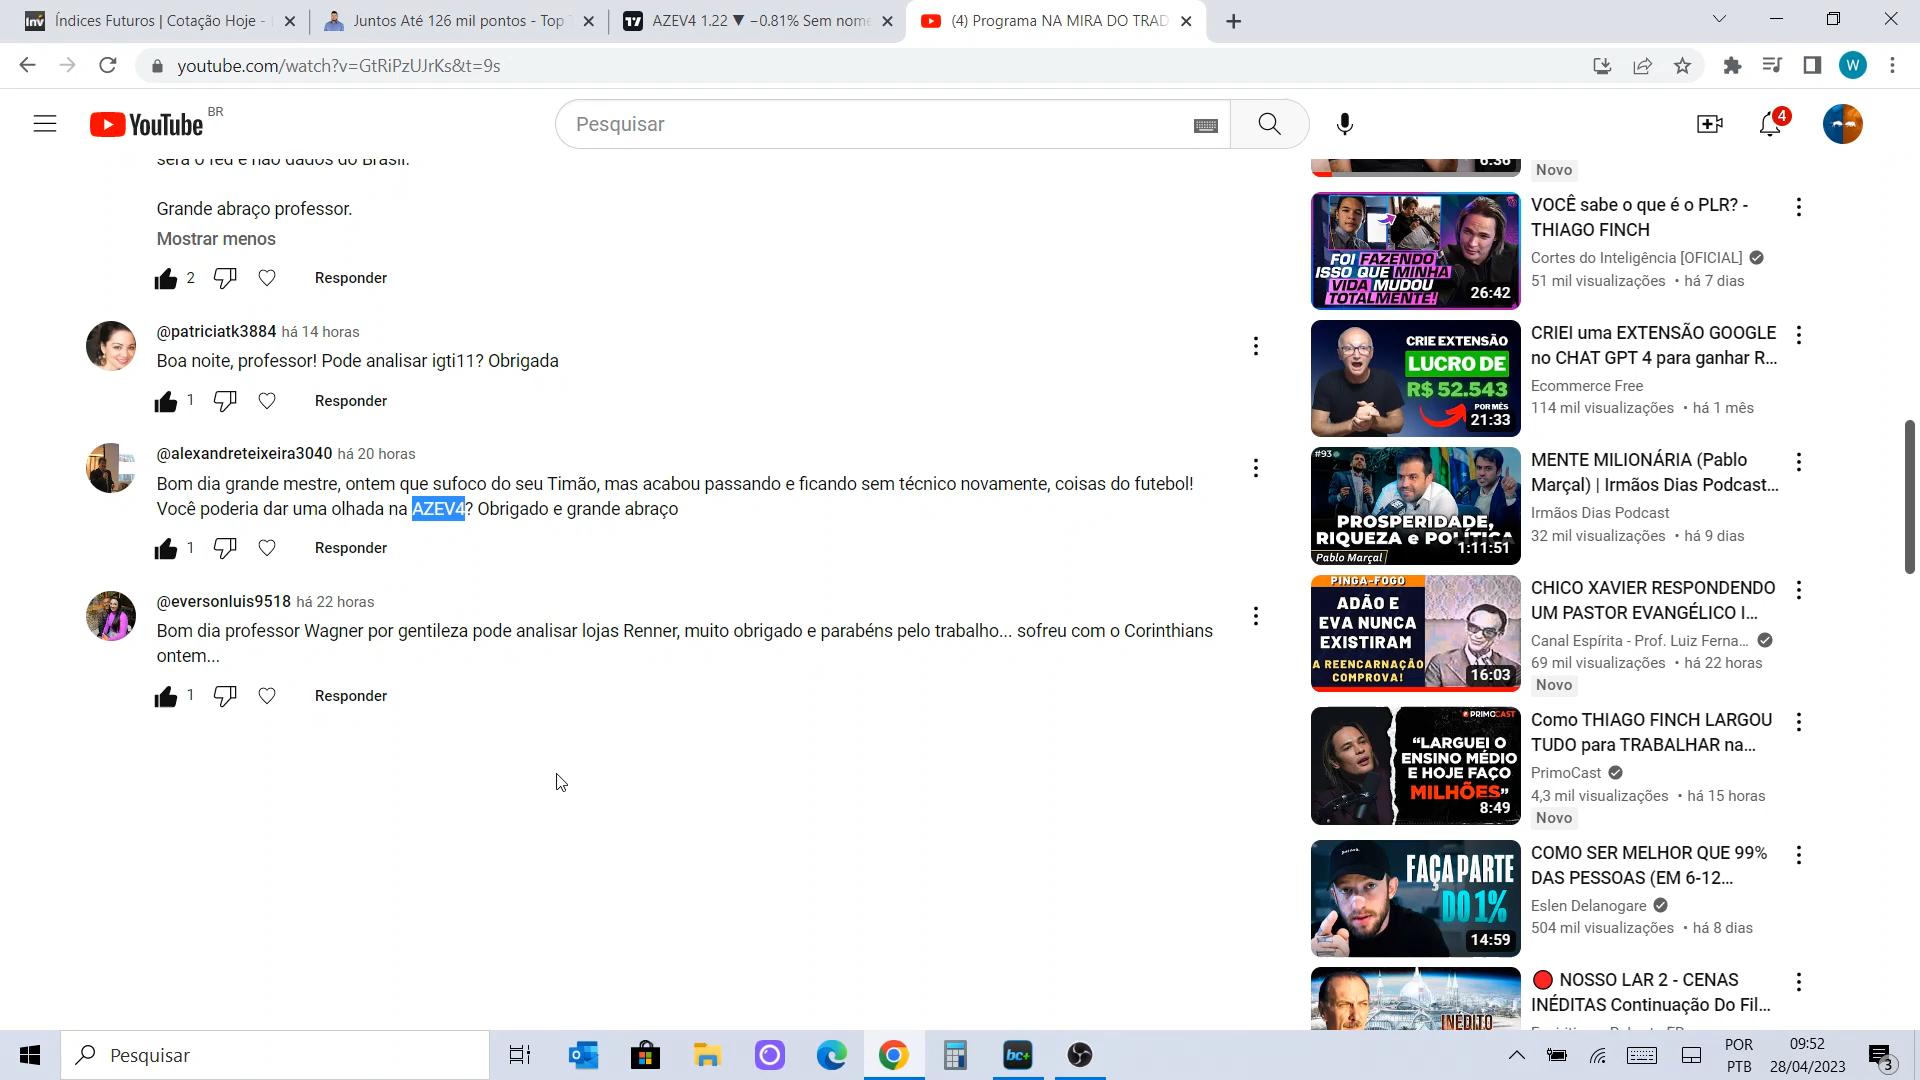 Índices Futuros | Cotação Hoje -
Juntos Até 126 mil pontos - Top
AZEV4 1.22 ▼ −0.81% Sem nome
(4) Programa NA MIRA DO TRAD
youtube.com/watch?v=GtRiPzUJrKs&t=9s
W
YouTube BR
Pesquisar
4
será o fed e não dados do Brasil.
Grande abraço professor.
Mostrar menos
2 Responder
@patriciatk3884 há 14 horas
Boa noite, professor! Pode analisar igti11? Obrigada
1 Responder
@alexandreteixeira3040 há 20 horas
Bom dia grande mestre, ontem que sufoco do seu Timão, mas acabou passando e ficando sem técnico novamente, coisas do futebol!
Você poderia dar uma olhada na AZEV4? Obrigado e grande abraço
1 Responder
@eversonluis9518 há 22 horas
Bom dia professor Wagner por gentileza pode analisar lojas Renner, muito obrigado e parabéns pelo trabalho... sofreu com o Corinthians
ontem...
1 Responder
6:36
Novo
FOI FAZENDO
ISSO QUE MINHA
VIDA MUDOU
TOTALMENTE!
26:42
VOCÊ sabe o que é o PLR? -
THIAGO FINCH
Cortes do Inteligência [OFICIAL]
51 mil visualizações • há 7 dias
CRIE EXTENSÃO
LUCRO DE
R$ 52.543
POR MÊS
21:33
CRIEI uma EXTENSÃO GOOGLE
no CHAT GPT 4 para ganhar R...
Ecommerce Free
114 mil visualizações • há 1 mês
#93
PROSPERIDADE,
RIQUEZA e POLÍTICA
Pablo Marçal
1:11:51
MENTE MILIONÁRIA (Pablo
Marçal) | Irmãos Dias Podcast...
Irmãos Dias Podcast
32 mil visualizações • há 9 dias
PINGA-FOGO
ADÃO E
EVA NUNCA
EXISTIRAM
A REENCARNAÇÃO
COMPROVA!
16:03
CHICO XAVIER RESPONDENDO
UM PASTOR EVANGÉLICO I...
Canal Espírita - Prof. Luiz Ferna...
69 mil visualizações • há 22 horas
Novo
PRIMOCAST
“LARGUEI O
ENSINO MÉDIO
E HOJE FAÇO
MILHÕES”
8:49
Como THIAGO FINCH LARGOU
TUDO para TRABALHAR na...
PrimoCast
4,3 mil visualizações • há 15 horas
Novo
FAÇA PARTE
DO 1%
14:59
COMO SER MELHOR QUE 99%
DAS PESSOAS (EM 6-12...
Eslen Delanogare
504 mil visualizações • há 8 dias
INÉDITO
NOSSO LAR 2 - CENAS
INÉDITAS Continuação Do Fil...
Pesquisar
bc+
POR
PTB
09:52
28/04/2023
3